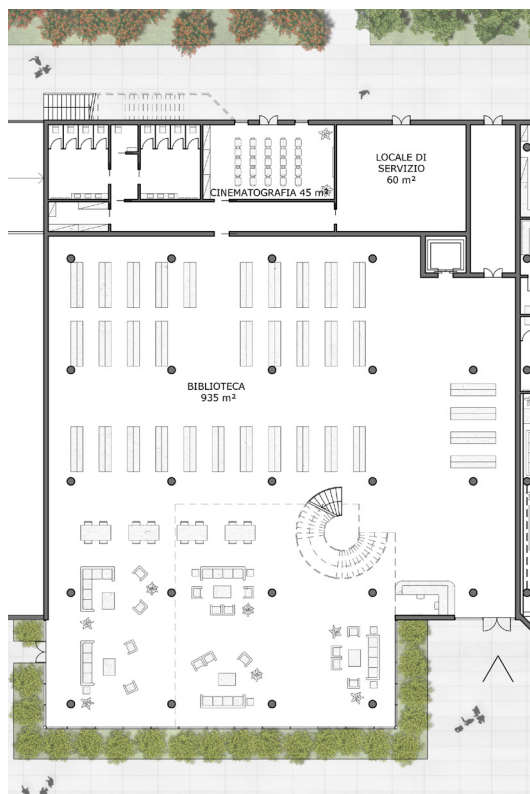 LOCALE DI
SERVIZIO
60 m²
CINEMATOGRAFIA 45 m²
BIBLIOTECA
935 m²